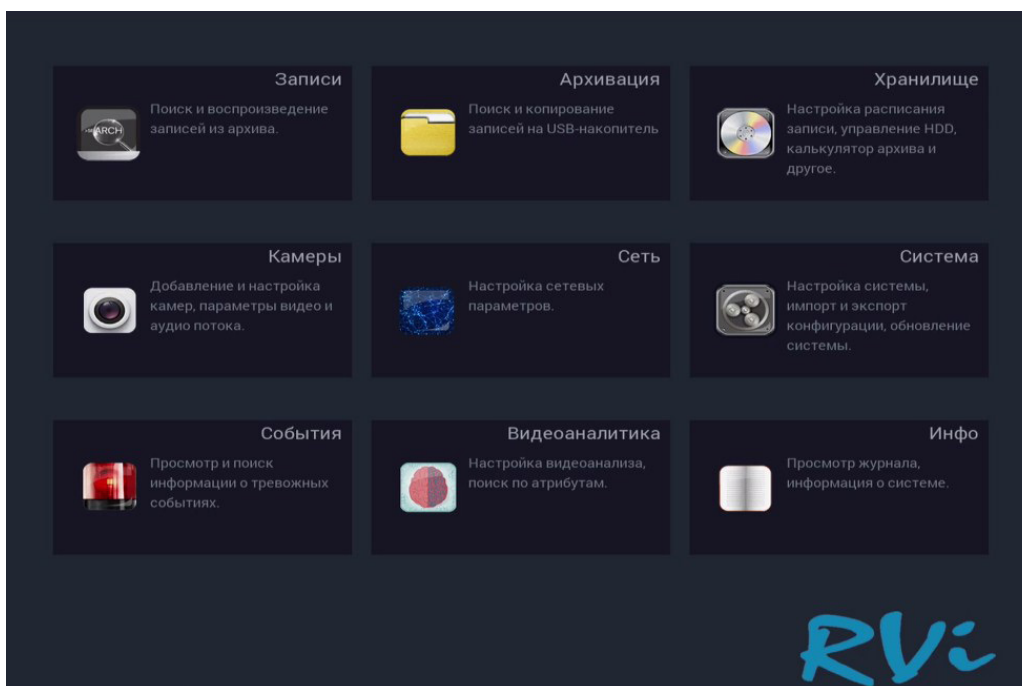 Записи
Поиск и воспроизведение
записей из архива.
Архивация
Поиск и копирование
записей на USB-накопитель
Хранилище
Настройка расписания
записи, управление HDD,
калькулятор архива и
другое.
Камеры
Добавление и настройка
камер, параметры видео и
аудио потока.
Сеть
Настройка сетевых
параметров.
Система
Настройка системы,
импорт и экспорт
конфигурации, обновление
системы.
События
Просмотр и поиск
информации о тревожных
событиях.
Видеоаналитика
Настройка видеоанализа,
поиск по атрибутам.
Инфо
Просмотр журнала,
информация о системе.
RVi